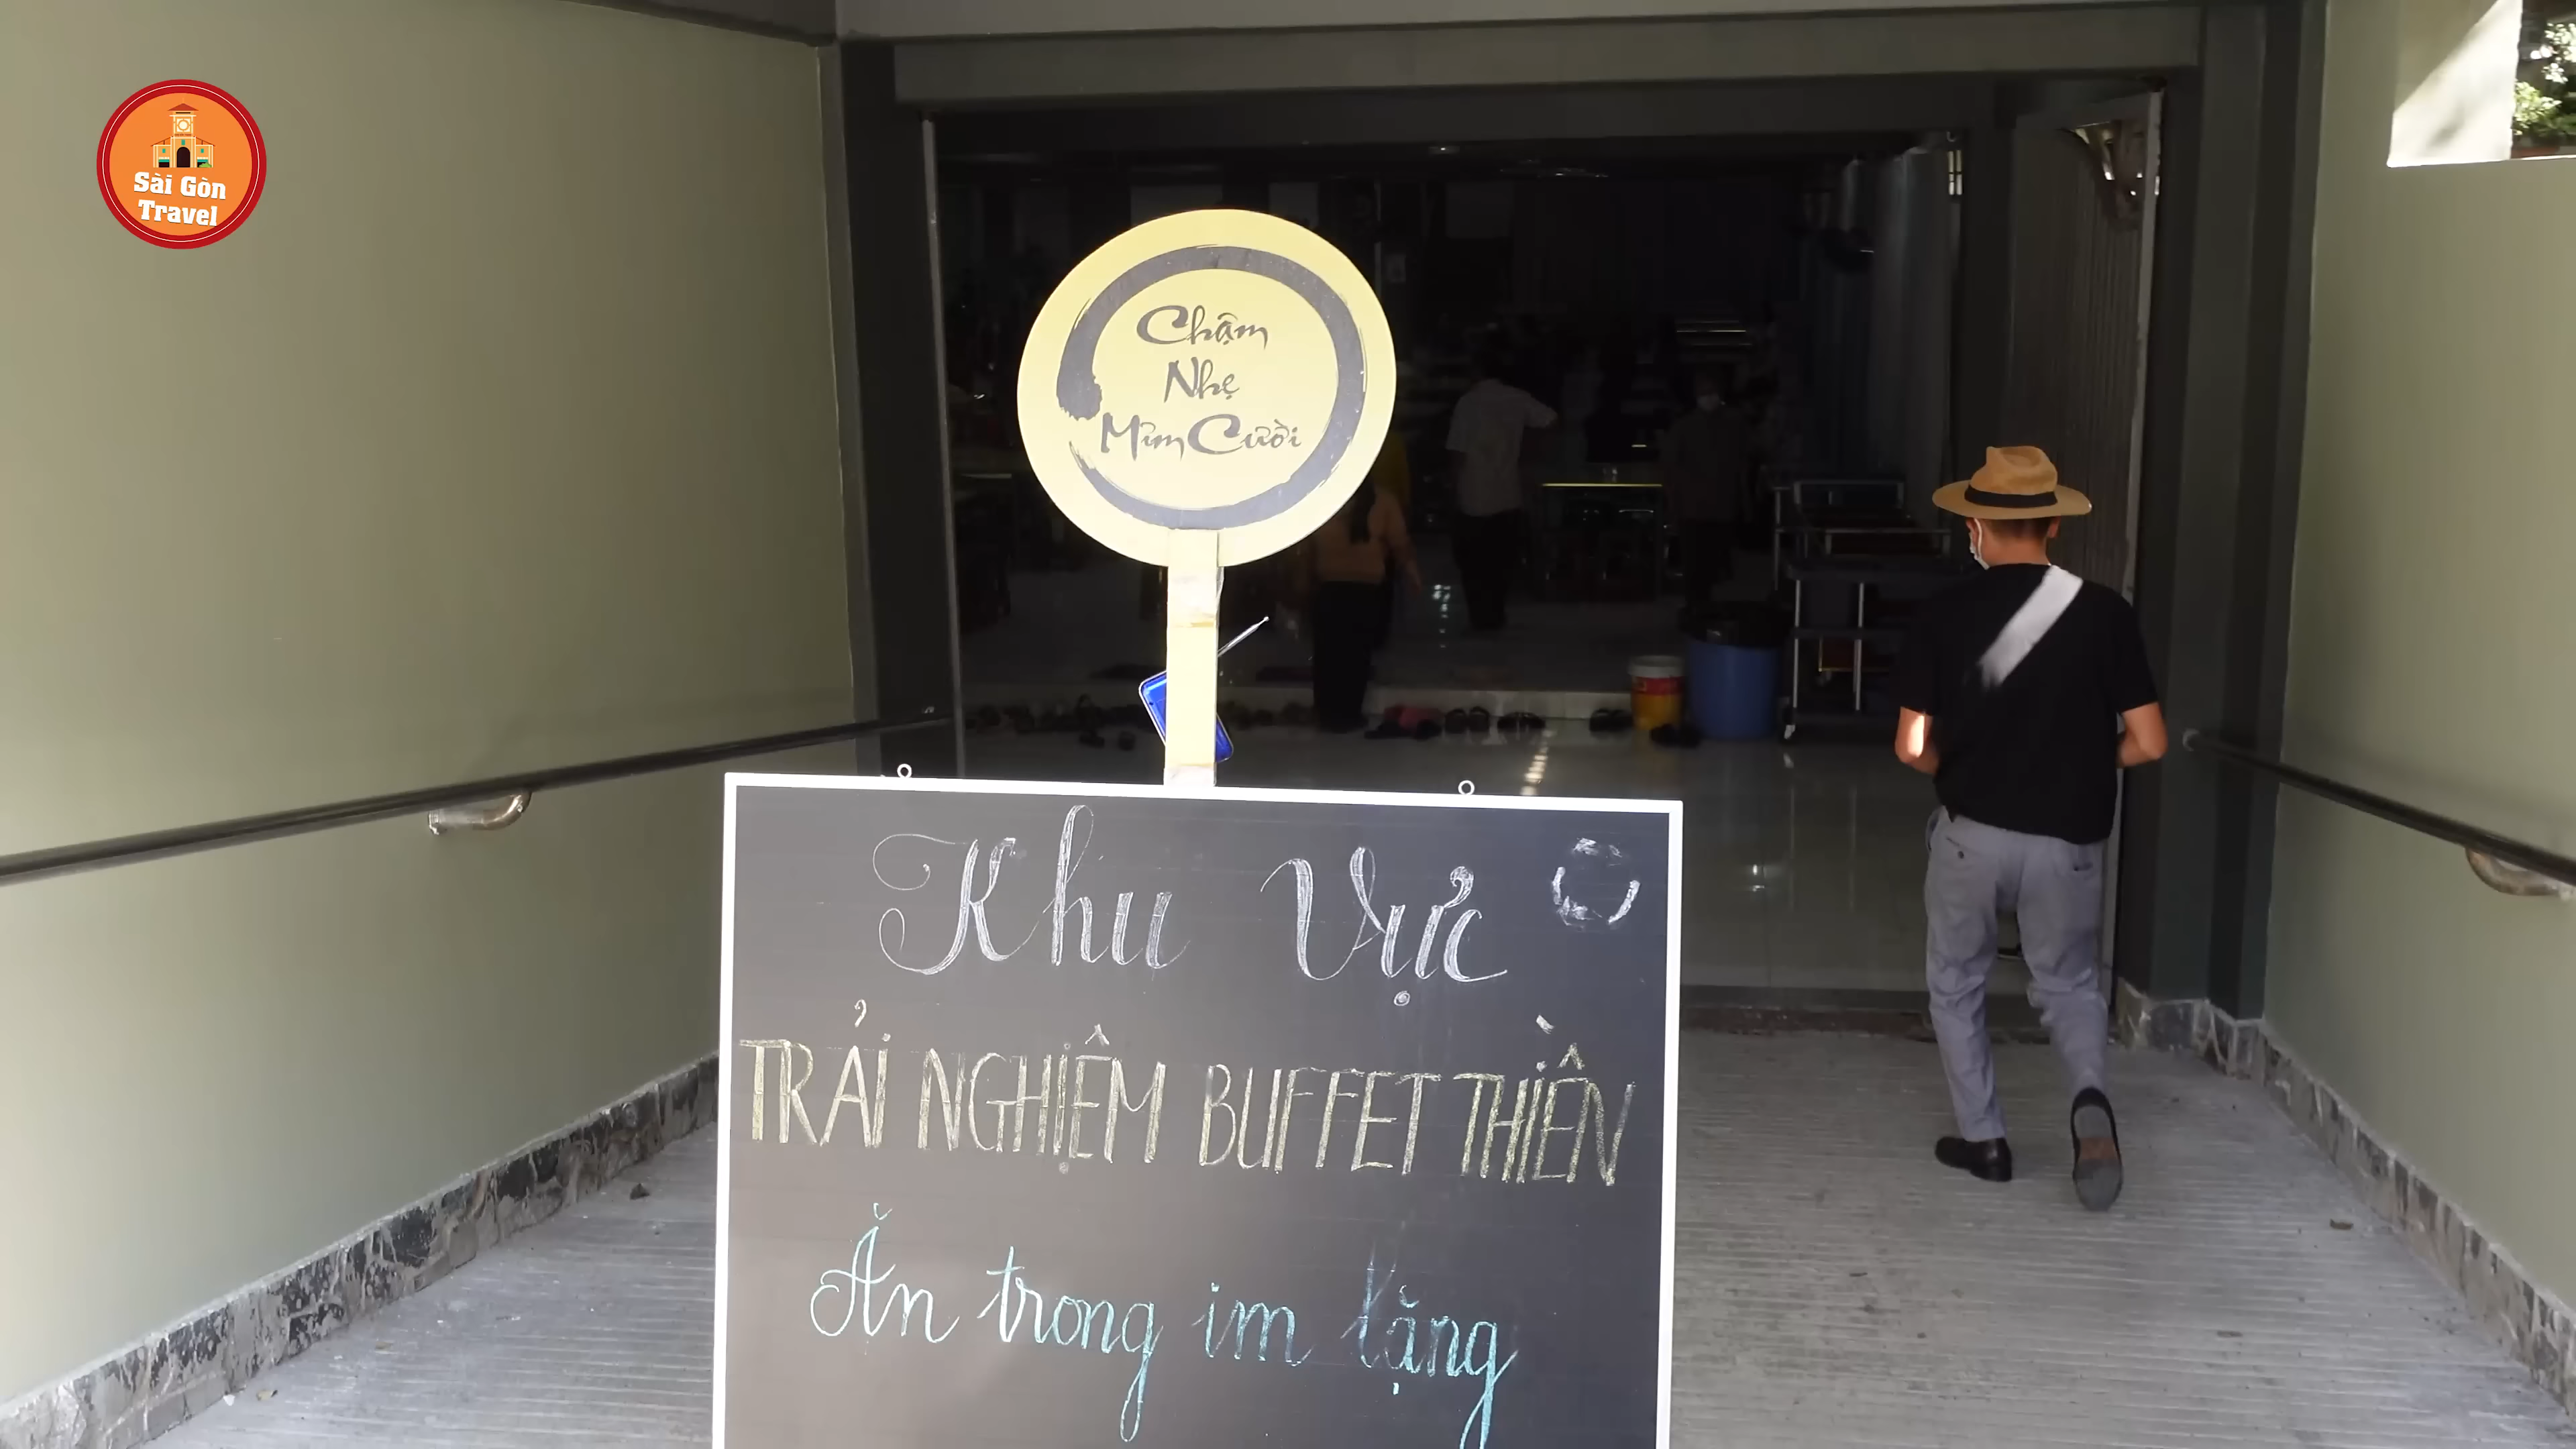 Sài Gòn
Travel
Chậm
Nhẹ
Mỉm Cười
Khu Vực
TRẢI NGHIỆM BUFFET THIỀN
Ăn trong im lặng